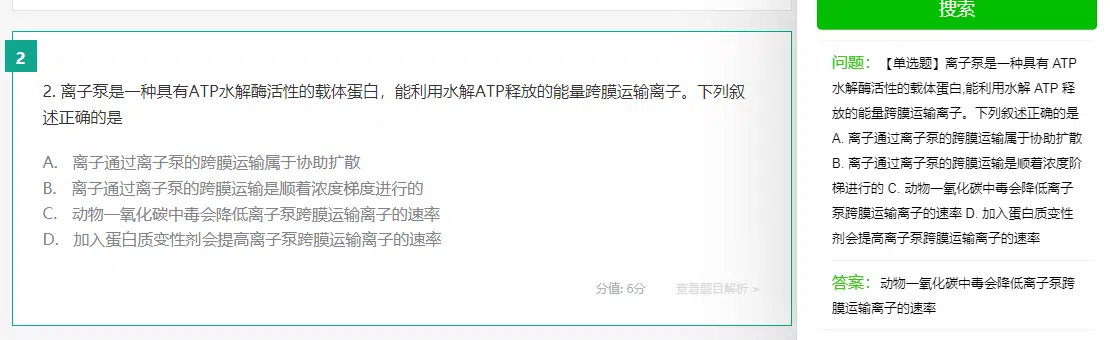 2
2. 离子泵是一种具有ATP水解酶活性的载体蛋白，能利用水解ATP释放的能量跨膜运输离子。下列叙
述正确的是
A. 离子通过离子泵的跨膜运输属于协助扩散
B. 离子通过离子泵的跨膜运输是顺着浓度梯度进行的
C. 动物一氧化碳中毒会降低离子泵跨膜运输离子的速率
D. 加入蛋白质变性剂会提高离子泵跨膜运输离子的速率
分值: 6分 查看题目解析 >
搜索
问题：【单选题】离子泵是一种具有 ATP
水解酶活性的载体蛋白,能利用水解 ATP 释
放的能量跨膜运输离子。下列叙述正确的是
A. 离子通过离子泵的跨膜运输属于协助扩散
B. 离子通过离子泵的跨膜运输是顺着浓度阶
梯进行的 C. 动物一氧化碳中毒会降低离子
泵跨膜运输离子的速率 D. 加入蛋白质变性
剂会提高离子泵跨膜运输离子的速率
答案：动物一氧化碳中毒会降低离子泵跨
膜运输离子的速率